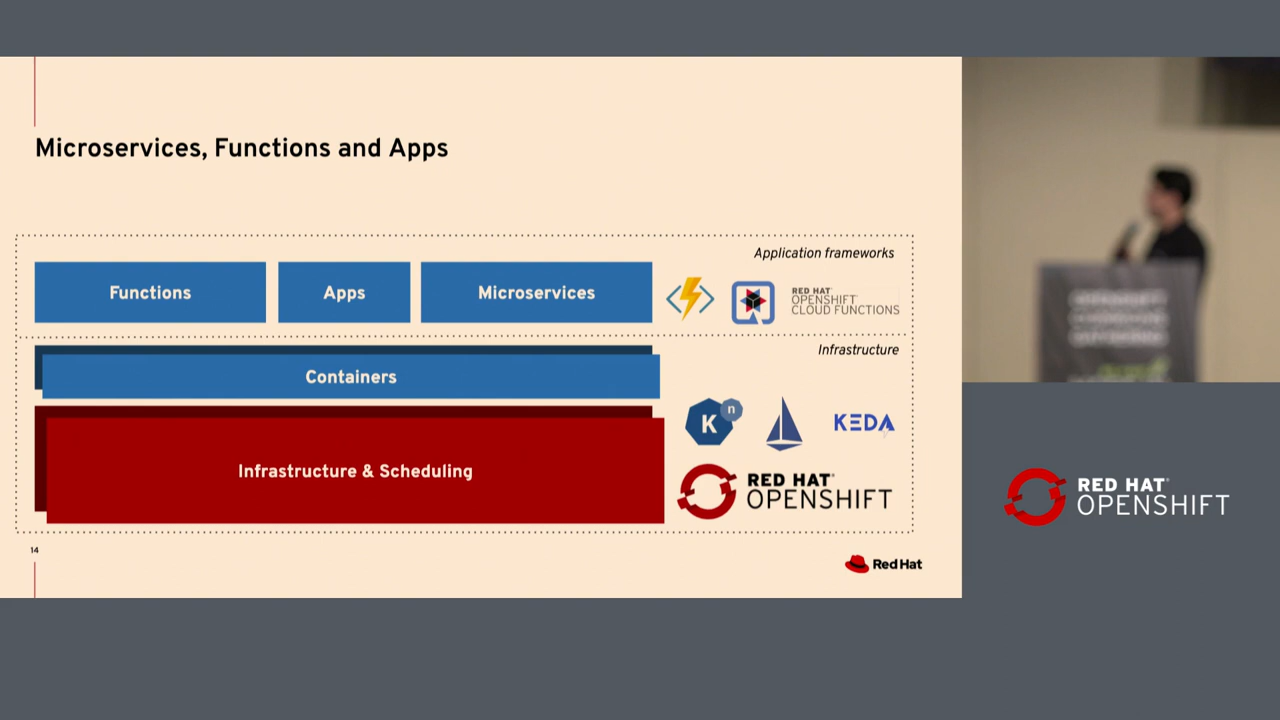 Microservices, Functions and Apps
Application frameworks
Functions
Apps
Microservices
RED HAT®
OPENSHIFT
CLOUD FUNCTIONS
Infrastructure
Containers
K
n
KEDA
Infrastructure & Scheduling
RED HAT®
OPENSHIFT
14
Red Hat
RED HAT®
OPENSHIFT